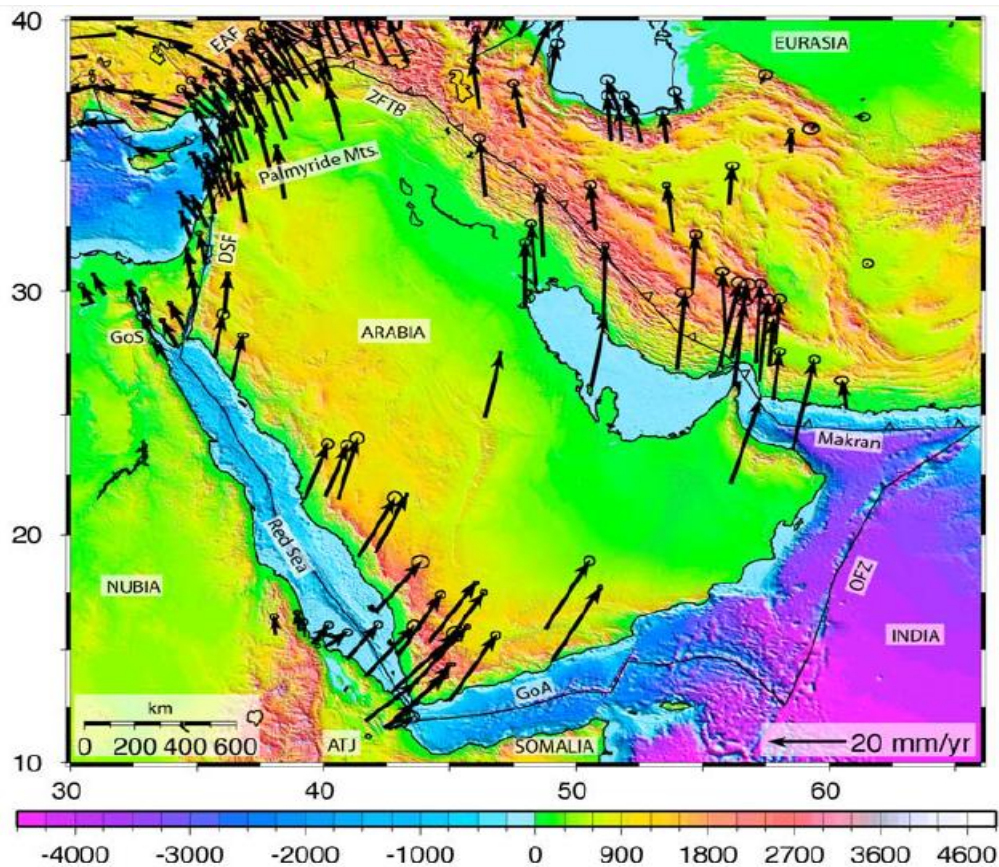 40
30
20
10
EAF
EURASIA
ZFTB
Palmyride Mts.
DSF
GoS
ARABIA
Makran
Red Sea
NUBIA
OFZ
INDIA
GoA
km
0 200 400 600
ATJ
SOMALIA
20 mm/yr
30 40 50 60
-4000 -3000 -2000 -1000 0 900 1800 2700 3600 4600